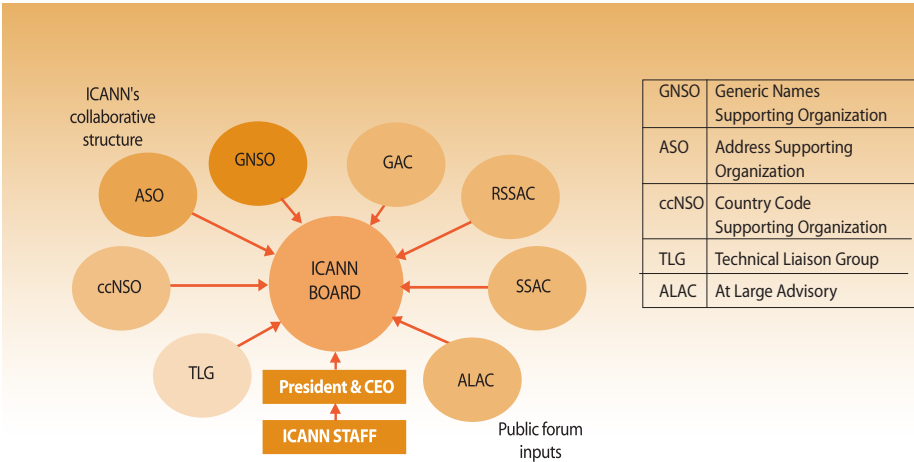 ICANN's
collaborative
structure
GNSO
GAC
ASO
RSSAC
ccNSO
ICANN
BOARD
SSAC
TLG
President & CEO
ALAC
ICANN STAFF
Public forum
inputs
GNSO Generic Names
Supporting Organization
ASO Address Supporting
Organization
ccNSO Country Code
Supporting Organization
TLG Technical Liaison Group
ALAC At Large Advisory